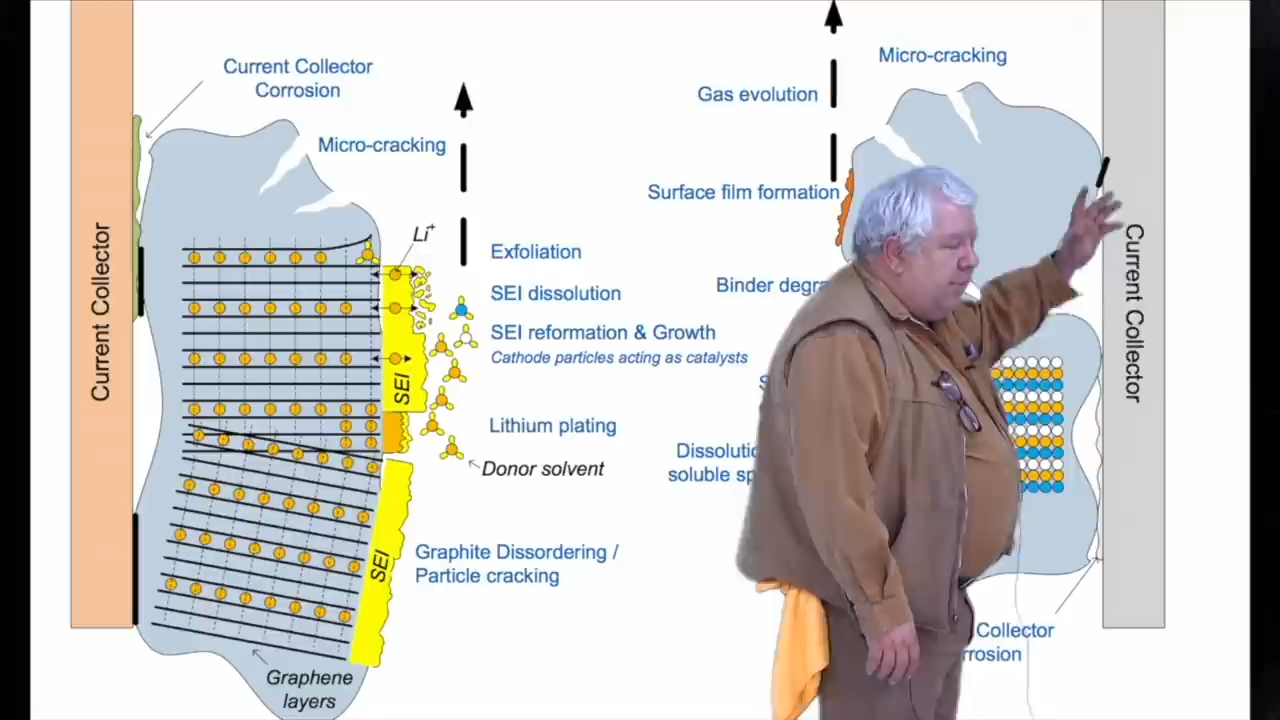 Current Collector
Corrosion
Micro-cracking
Li+
Exfoliation
SEI dissolution
SEI reformation & Growth
Cathode particles acting as catalysts
SEI
Lithium plating
Donor solvent
SEI
Graphite Dissordering /
Particle cracking
Graphene
layers
Current Collector
Micro-cracking
Gas evolution
Surface film formation
Binder
soluble
Current Collector
Collector